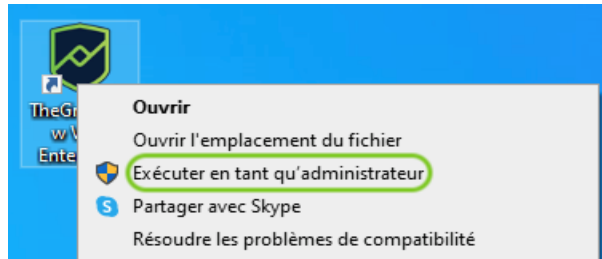 TheGr
w V
Ente
Ouvrir
Ouvrir l'emplacement du fichier
Exécuter en tant qu'administrateur
S
Partager avec Skype
Résoudre les problèmes de compatibilité